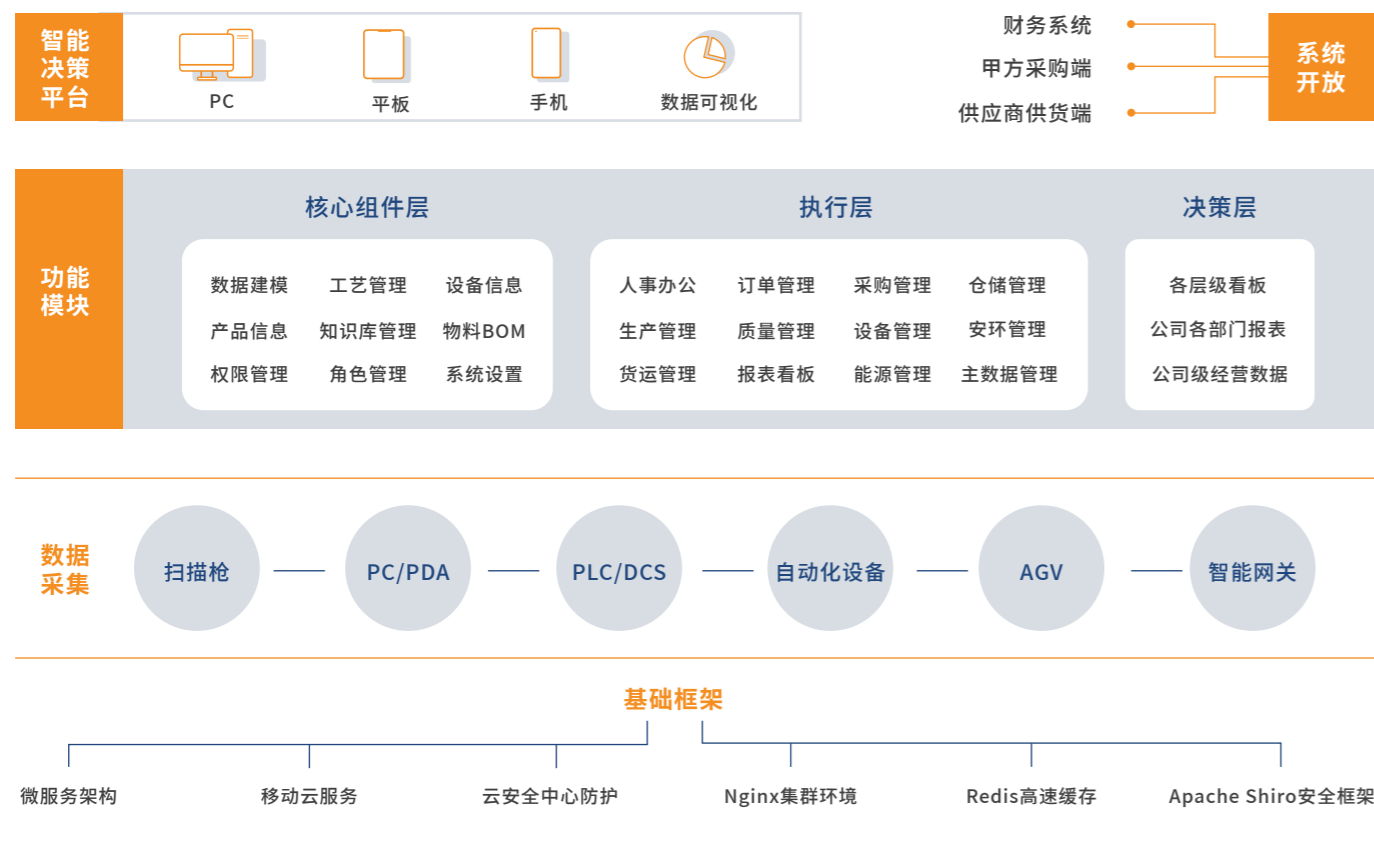 智能
决策
平台
PC
平板
手机
数据可视化
财务系统
甲方采购端
供应商供货端
系统
开放
功能
模块
核心组件层
数据建模 工艺管理 设备信息
产品信息 知识库管理 物料BOM
权限管理 角色管理 系统设置
执行层
人事办公 订单管理 采购管理 仓储管理
生产管理 质量管理 设备管理 安环管理
货运管理 报表看板 能源管理 主数据管理
决策层
各层级看板
公司各部门报表
公司级经营数据
数据
采集
扫描枪
PC/PDA
PLC/DCS
自动化设备
AGV
智能网关
基础框架
微服务架构
移动云服务
云安全中心防护
Nginx集群环境
Redis高速缓存
Apache Shiro安全框架